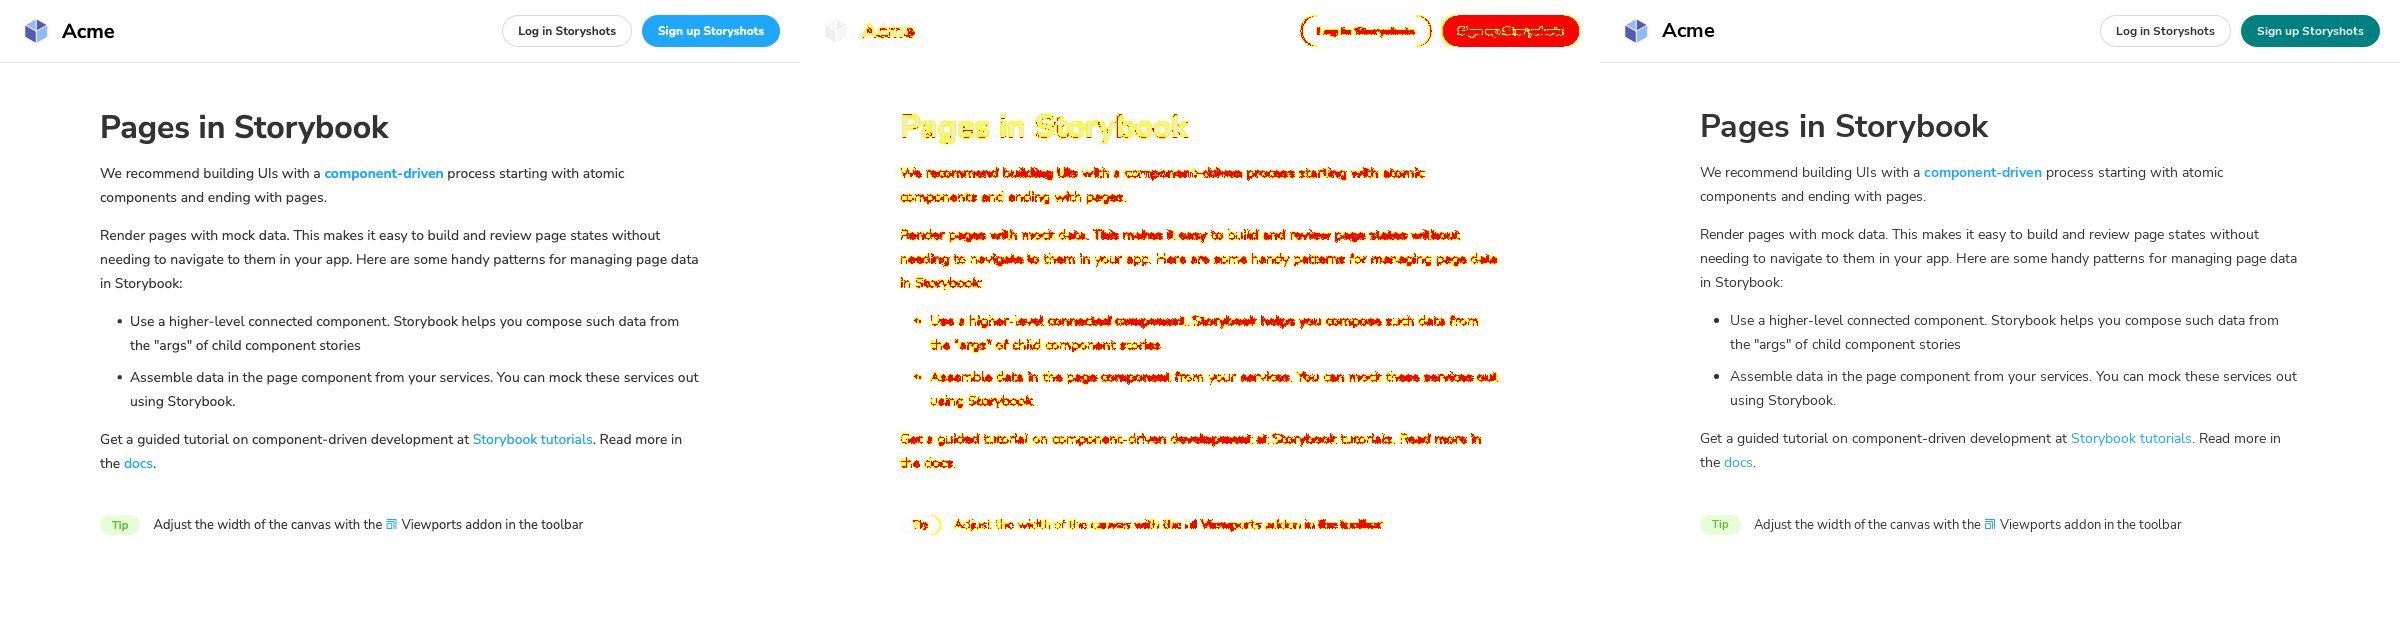 Acme
Log in Storyshots
Sign up Storyshots
Pages in Storybook
We recommend building UIs with a component-driven process starting with atomic
components and ending with pages.
Render pages with mock data. This makes it easy to build and review page states without
needing to navigate to them in your app. Here are some handy patterns for managing page data
in Storybook:
• Use a higher-level connected component. Storybook helps you compose such data from
the "args" of child component stories
• Assemble data in the page component from your services. You can mock these services out
using Storybook.
Get a guided tutorial on component-driven development at Storybook tutorials. Read more in
the docs.
Tip
Adjust the width of the canvas with the Viewports addon in the toolbar
Acme
Log in Storyshots
Sign up Storyshots
Pages in Storybook
We recommend building UIs with a component-driven process starting with atomic
components and ending with pages.
Render pages with mock data. This makes it easy to build and review page states without
needing to navigate to them in your app. Here are some handy patterns for managing page data
in Storybook:
Use a higher-level connected component. Storybook helps you compose such data from
the "args" of child component stories
Assemble data in the page component from your services. You can mock these services out
using Storybook.
Get a guided tutorial on component-driven development at Storybook tutorials. Read more in
the docs.
Tip
Adjust the width of the canvas with the Viewports addon in the toolbar
Acme
Log in Storyshots
Sign up Storyshots
Pages in Storybook
We recommend building UIs with a component-driven process starting with atomic
components and ending with pages.
Render pages with mock data. This makes it easy to build and review page states without
needing to navigate to them in your app. Here are some handy patterns for managing page data
in Storybook:
• Use a higher-level connected component. Storybook helps you compose such data from
the "args" of child component stories
• Assemble data in the page component from your services. You can mock these services out
using Storybook.
Get a guided tutorial on component-driven development at Storybook tutorials. Read more in
the docs.
Tip
Adjust the width of the canvas with the Viewports addon in the toolbar